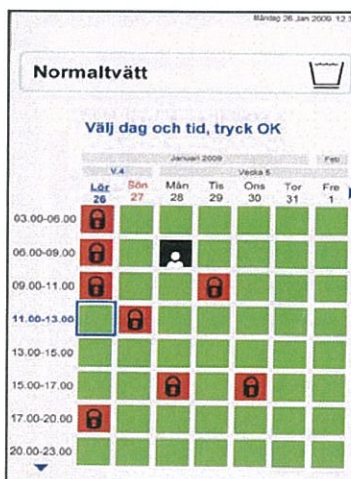 Måndag 26 Jan 2009 12.3
Normaltvätt
Välj dag och tid, tryck OK
Januari 2009 Feb
V.4 Vecka 5
Lör Sön Mån Tis Ons Tor Fre
26 27 28 29 30 31 1
03.00-06.00
06.00-09.00
09.00-11.00
11.00-13.00
13.00-15.00
15.00-17.00
17.00-20.00
20.00-23.00